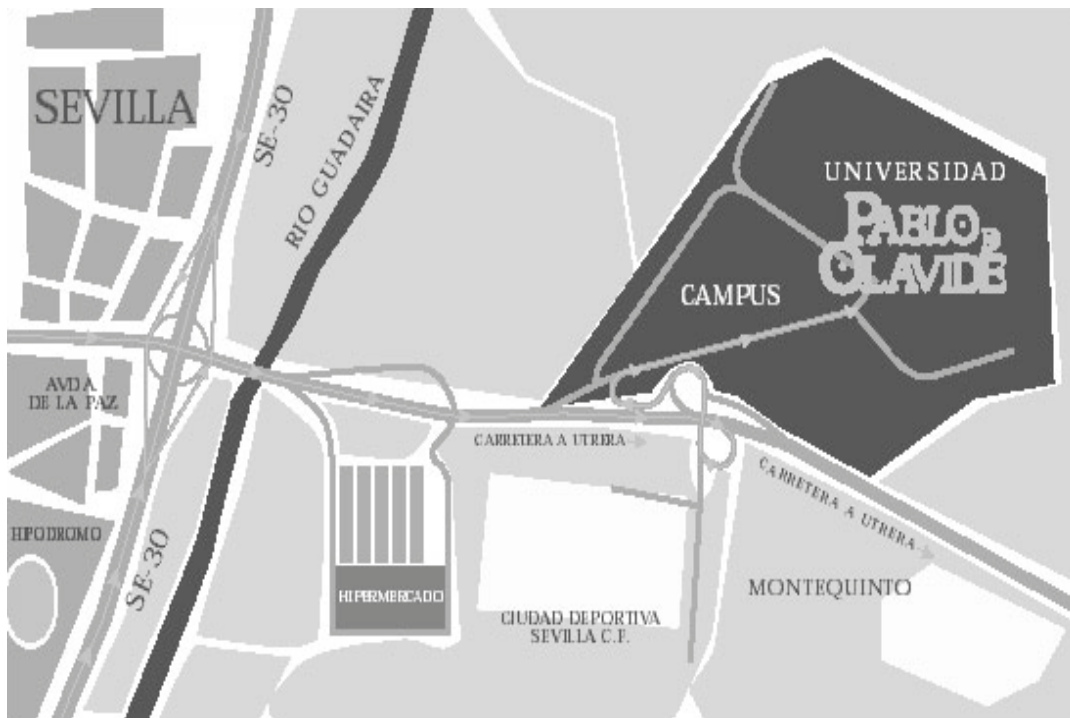 SEVILLA
SE-30
RIO GUADAIRA
UNIVERSIDAD
PABLO DE
OLAVIDE
CAMPUS
AVDA
DE LA PAZ
CARRETERA A UTRERA
CARRETERA A UTRERA
HIPODROMO
SE-30
HIPERMERCADO
CIUDAD DEPORTIVA
SEVILLA C.F.
MONTEQUINTO